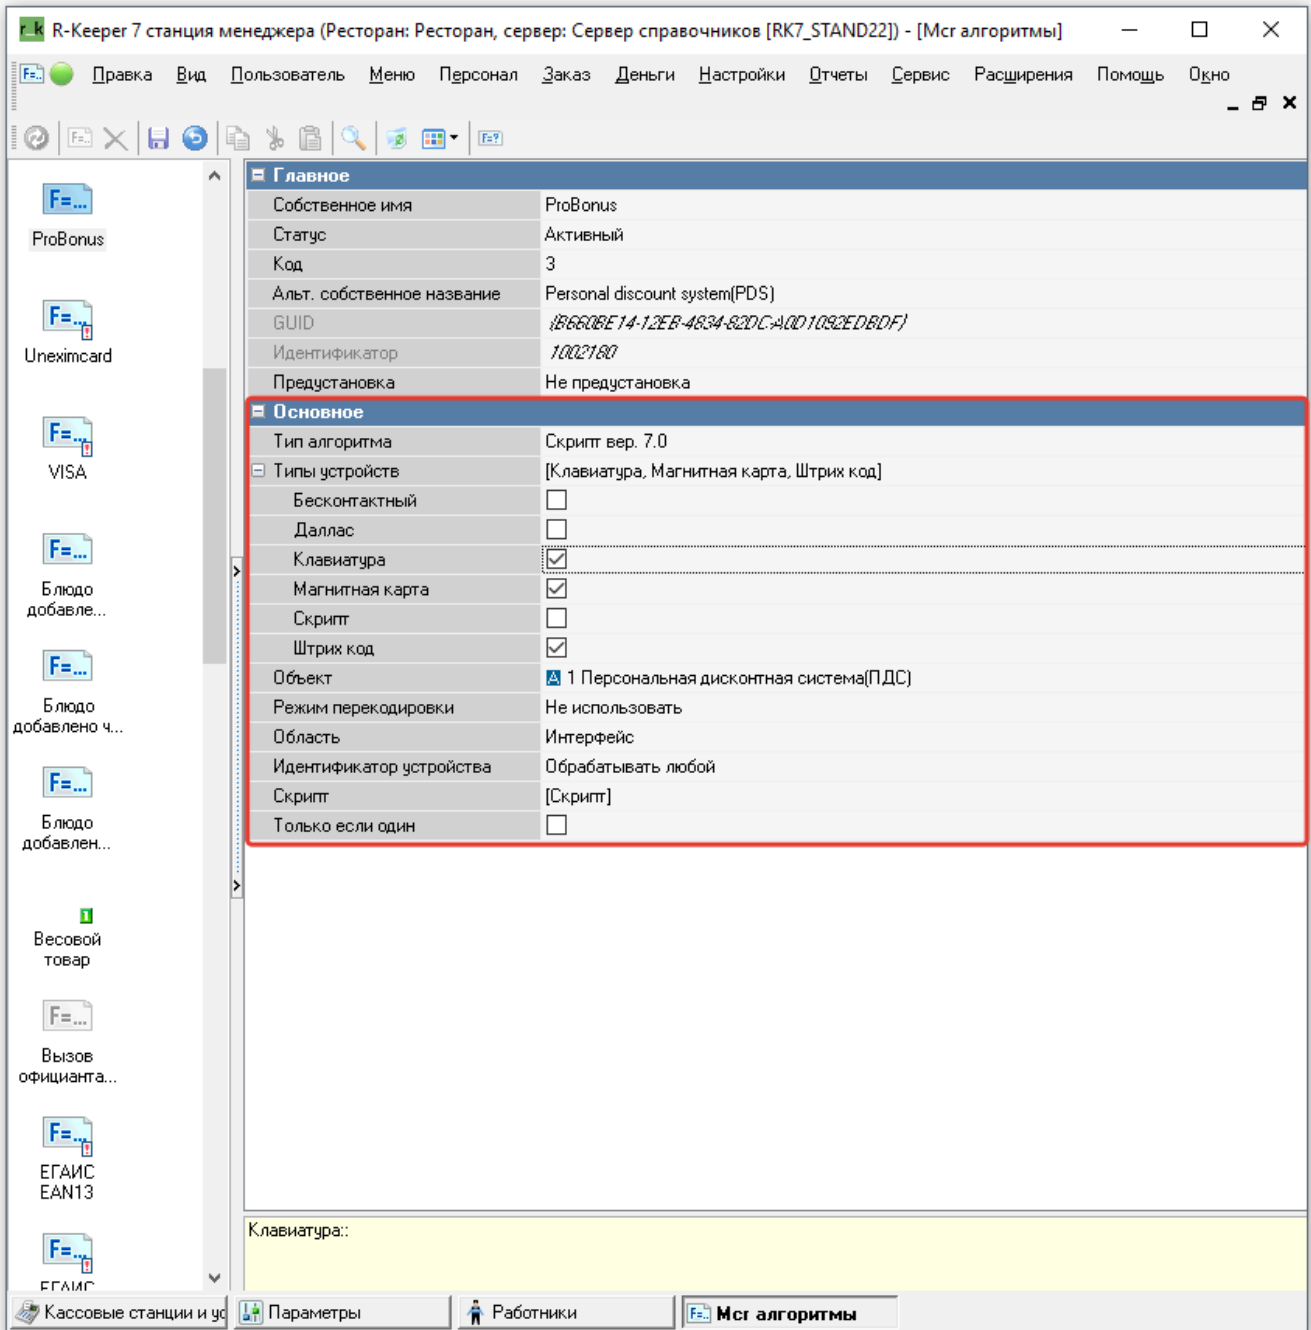 r_k R-Keeper 7 станция менеджера (Ресторан: Ресторан, сервер: Сервер справочников [RK7_STAND22]) - [Mcr алгоритмы]
F=.. Правка Вид Пользователь Меню Персонал Заказ Деньги Настройки Отчеты Сервис Расширения Помощь Окно
F=.. F=?
F=...
ProBonus
F=...
Uneximcard
F=...
VISA
F=...
Блюдо
добавле...
F=...
Блюдо
добавлено ч...
F=...
Блюдо
добавлен...
1
Весовой
товар
F=...
Вызов
официанта...
F=...
ЕГАИС
EAN13
F=...
ЕГАИС
Главное
Собственное имя ProBonus
Статус Активный
Код 3
Альт. собственное название Personal discount system(PDS)
GUID {B660BE14-12EB-4834-82DC-A0D1092EDBDF}
Идентификатор 1002180
Предустановка Не предустановка
Основное
Тип алгоритма Скрипт вер. 7.0
Типы устройств [Клавиатура, Магнитная карта, Штрих код]
Бесконтактный
Даллас
Клавиатура
Магнитная карта
Скрипт
Штрих код
Объект A 1 Персональная дисконтная система(ПДС)
Режим перекодировки Не использовать
Область Интерфейс
Идентификатор устройства Обрабатывать любой
Скрипт [Скрипт]
Только если один
Клавиатура::
Кассовые станции и ус Параметры Работники F=.. Mcr алгоритмы